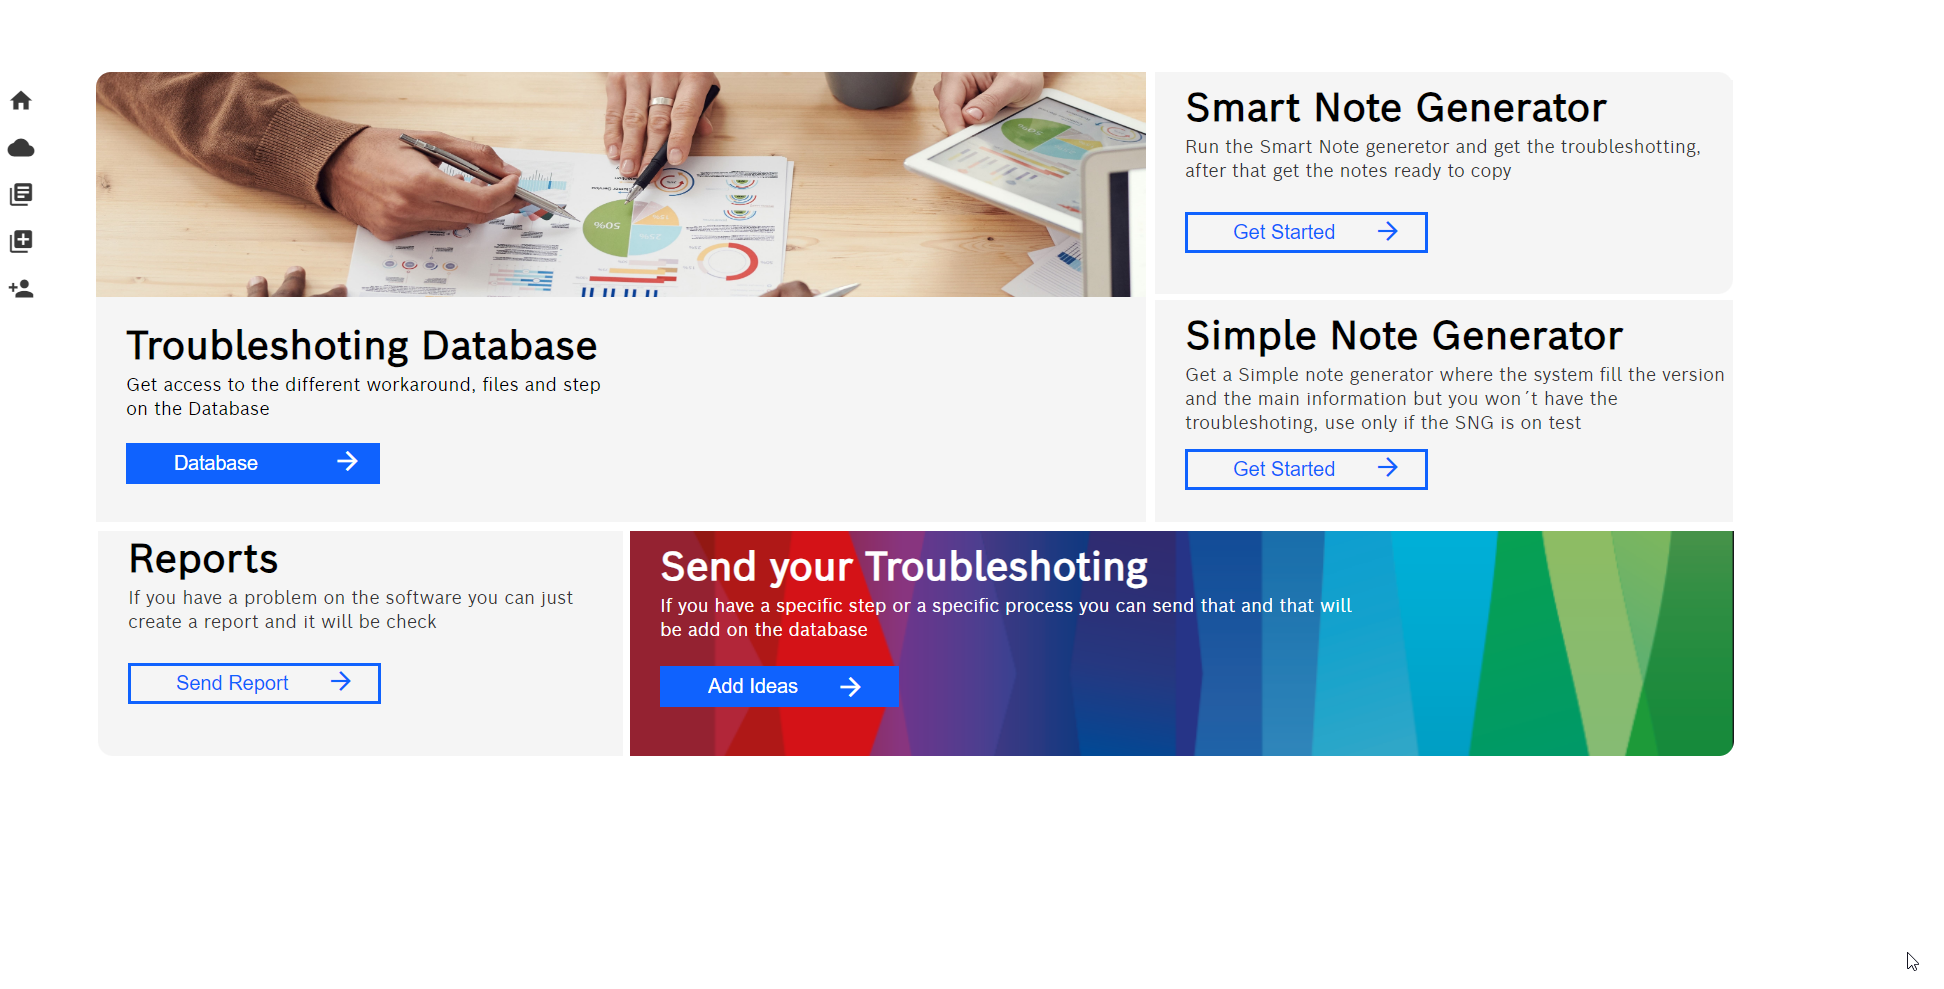 Smart Note Generator
Run the Smart Note generetor and get the troubleshotting,
after that get the notes ready to copy
Get Started
Troubleshoting Database
Get access to the different workaround, files and step
on the Database
Database
Simple Note Generator
Get a Simple note generator where the system fill the version
and the main information but you won´t have the
troubleshoting, use only if the SNG is on test
Get Started
Reports
If you have a problem on the software you can just
create a report and it will be check
Send Report
Send your Troubleshoting
If you have a specific step or a specific process you can send that and that will
be add on the database
Add Ideas
50%
25%